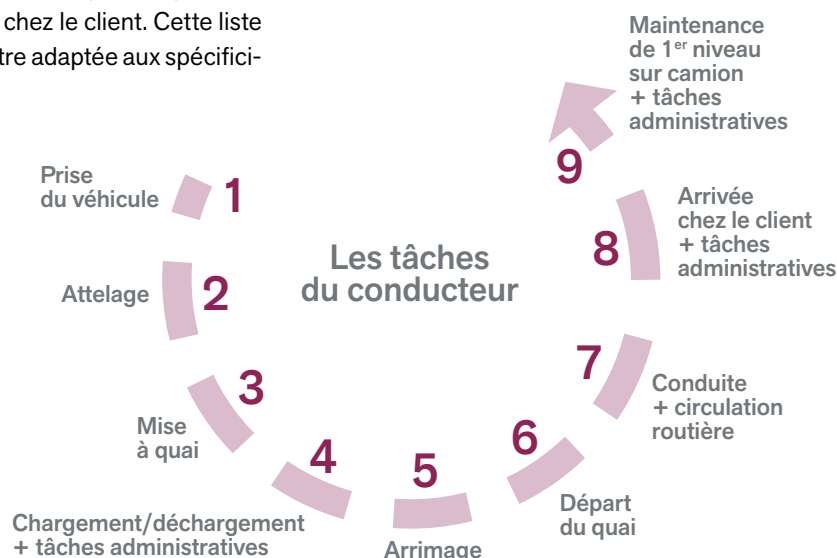 chez le client. Cette liste
tre adaptée aux spécifici-
Les tâches
du conducteur
1
Prise
du véhicule
2
Attelage
3
Mise
à quai
4
Chargement/déchargement
+ tâches administratives
5
Arrimage
6
Départ
du quai
7
Conduite
+ circulation
routière
8
Arrivée
chez le client
+ tâches
administratives
9
Maintenance
de 1er niveau
sur camion
+ tâches
administratives